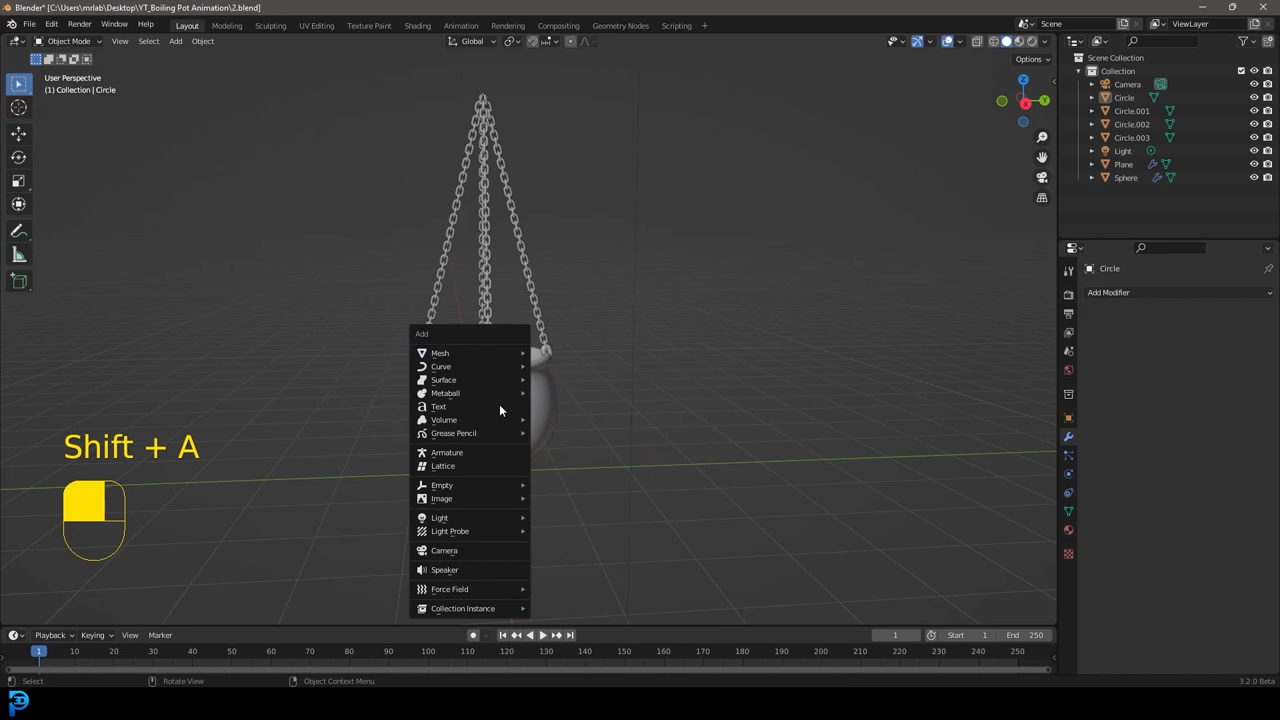 Blender* [C:\Users\mrlab\Desktop\YT_Boiling Pot Animation\2.blend]
File Edit Render Window Help Layout Modeling Sculpting UV Editing Texture Paint Shading Animation Rendering Compositing Geometry Nodes Scripting + Scene ViewLayer
Object Mode View Select Add Object Global
Options
User Perspective
(1) Collection | Circle
Scene Collection
Collection
Camera
Circle
Circle.001
Circle.002
Circle.003
Light
Plane
Sphere
X
Y
Z
Circle
Add Modifier
Add
Mesh
Curve
Surface
Metaball
Text
Volume
Grease Pencil
Armature
Lattice
Empty
Image
Light
Light Probe
Camera
Speaker
Force Field
Collection Instance
Shift + A
Playback Keying View Marker 1 Start 1 End 250
1 10 20 30 40 50 60 70 80 90 100 110 120 130 140 150 160 170 180 190 200 210 220 230 240 250
Select Rotate View Object Context Menu 3.2.0 Beta